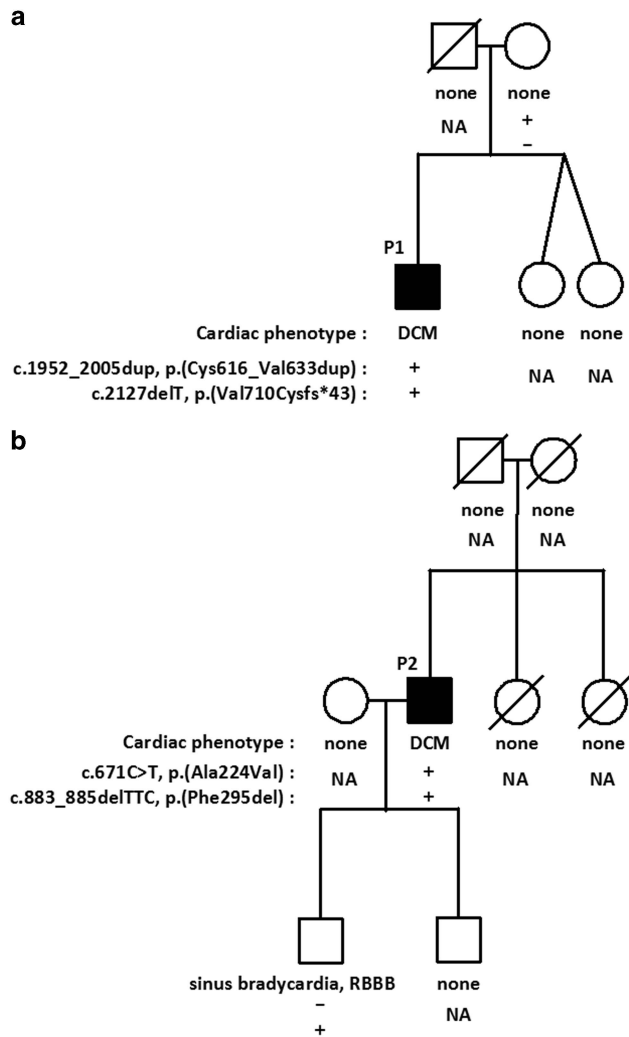 a
none none
NA +
−
P1
Cardiac phenotype : DCM none none
c.1952_2005dup, p.(Cys616_Val633dup) : + NA NA
c.2127delT, p.(Val710Cysfs*43) : +
b
none none
NA NA
P2
Cardiac phenotype : none DCM none none
c.671C>T, p.(Ala224Val) : NA + NA NA
c.883_885delTTC, p.(Phe295del) : +
sinus bradycardia, RBBB none
− NA
+